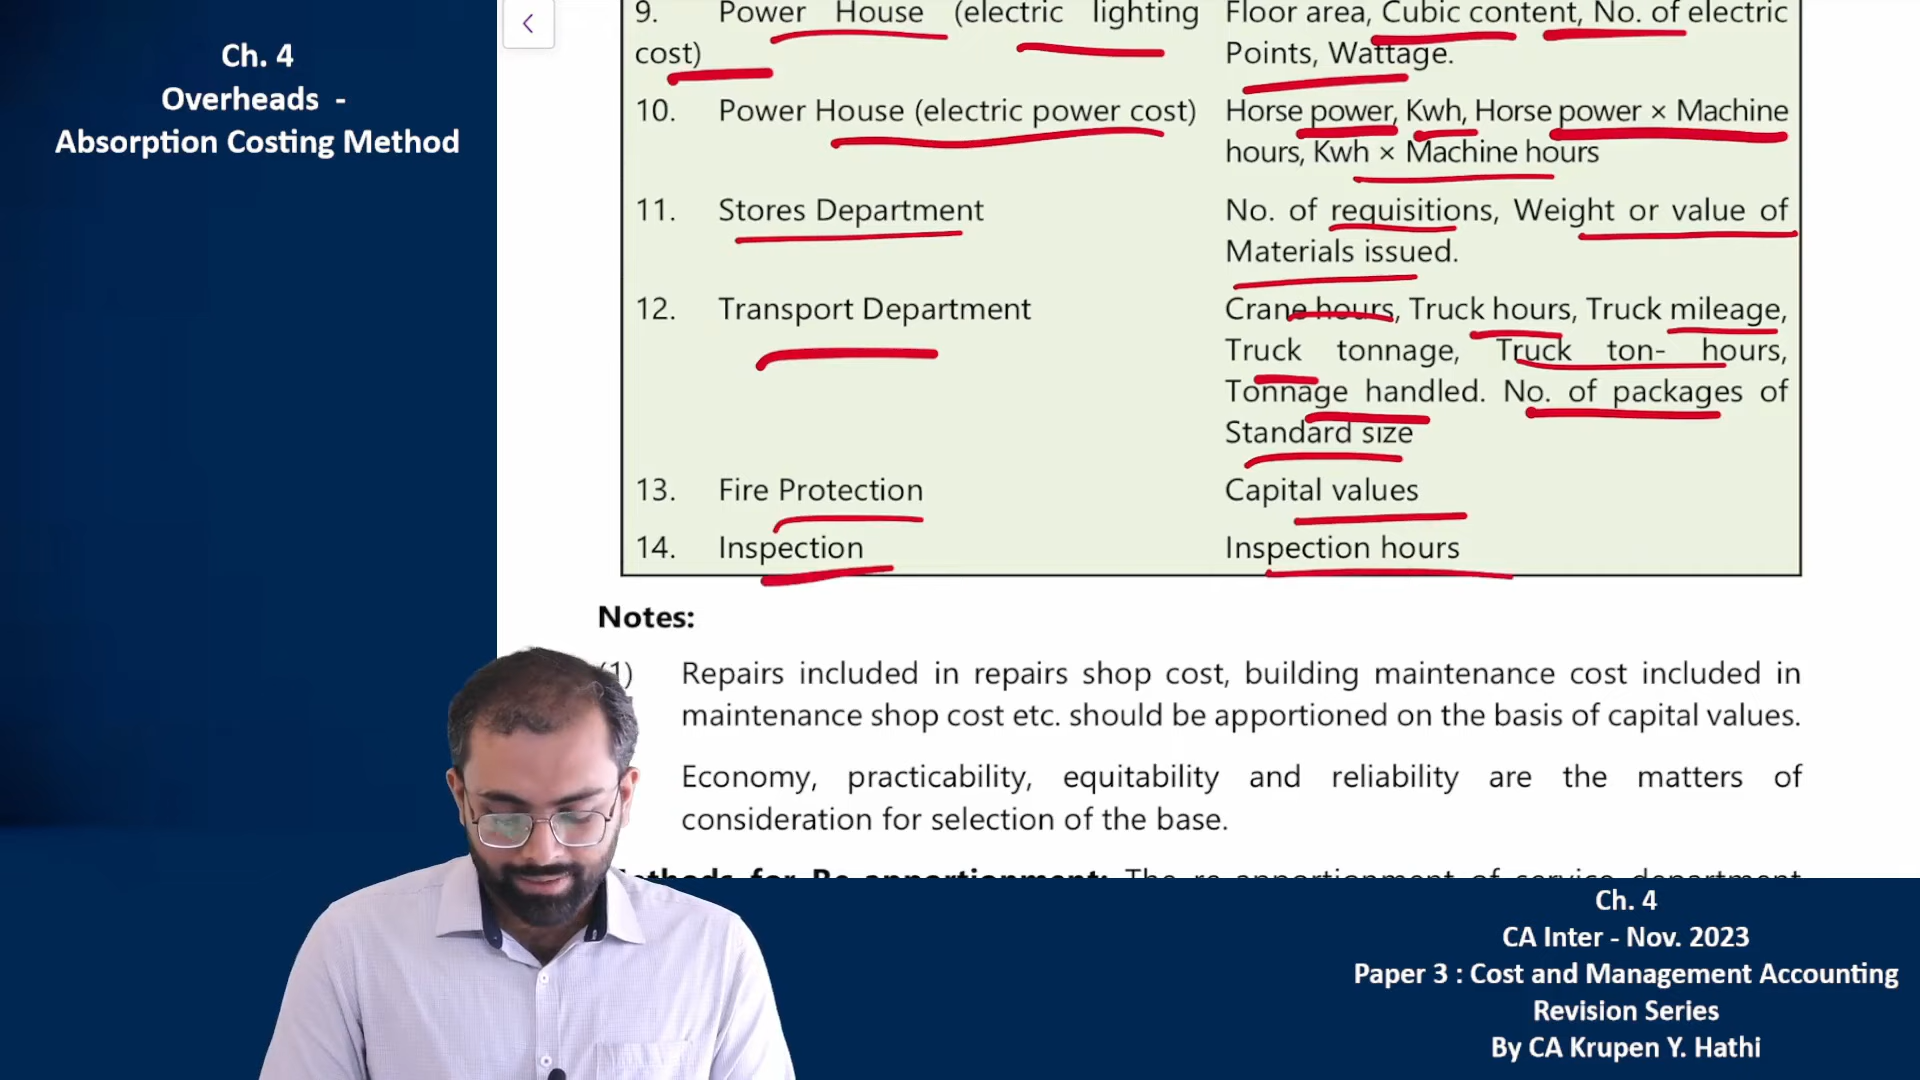 Ch. 4
Overheads -
Absorption Costing Method
9. Power House (electric lighting cost) Floor area, Cubic content, No. of electric
Points, Wattage.
10. Power House (electric power cost) Horse power, Kwh, Horse power × Machine
hours, Kwh × Machine hours
11. Stores Department No. of requisitions, Weight or value of
Materials issued.
12. Transport Department Crane hours, Truck hours, Truck mileage,
Truck tonnage, Truck ton- hours,
Tonnage handled. No. of packages of
Standard size
13. Fire Protection Capital values
14. Inspection Inspection hours
Notes:
(1) Repairs included in repairs shop cost, building maintenance cost included in
maintenance shop cost etc. should be apportioned on the basis of capital values.
Economy, practicability, equitability and reliability are the matters of
consideration for selection of the base.
Ch. 4
CA Inter - Nov. 2023
Paper 3 : Cost and Management Accounting
Revision Series
By CA Krupen Y. Hathi